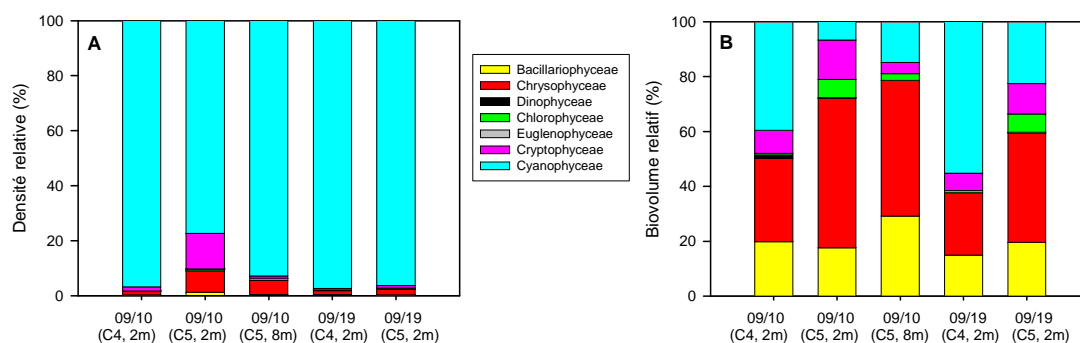 A
Densité relative (%)
100
80
60
40
20
0
09/10 09/10 09/10 09/19 09/19
(C4, 2m) (C5, 2m) (C5, 8m) (C4, 2m) (C5, 2m)
Bacillariophyceae
Chrysophyceae
Dinophyceae
Chlorophyceae
Euglenophyceae
Cryptophyceae
Cyanophyceae
B
Biovolume relatif (%)
100
80
60
40
20
0
09/10 09/10 09/10 09/19 09/19
(C4, 2m) (C5, 2m) (C5, 8m) (C4, 2m) (C5, 2m)